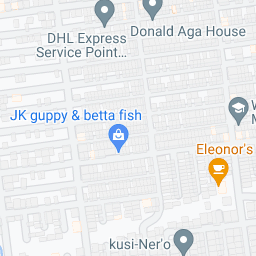 DHL Express
Service Point...
Donald Aga House
JK guppy & betta fish
W
Eleonor's
kusi-Ner'o